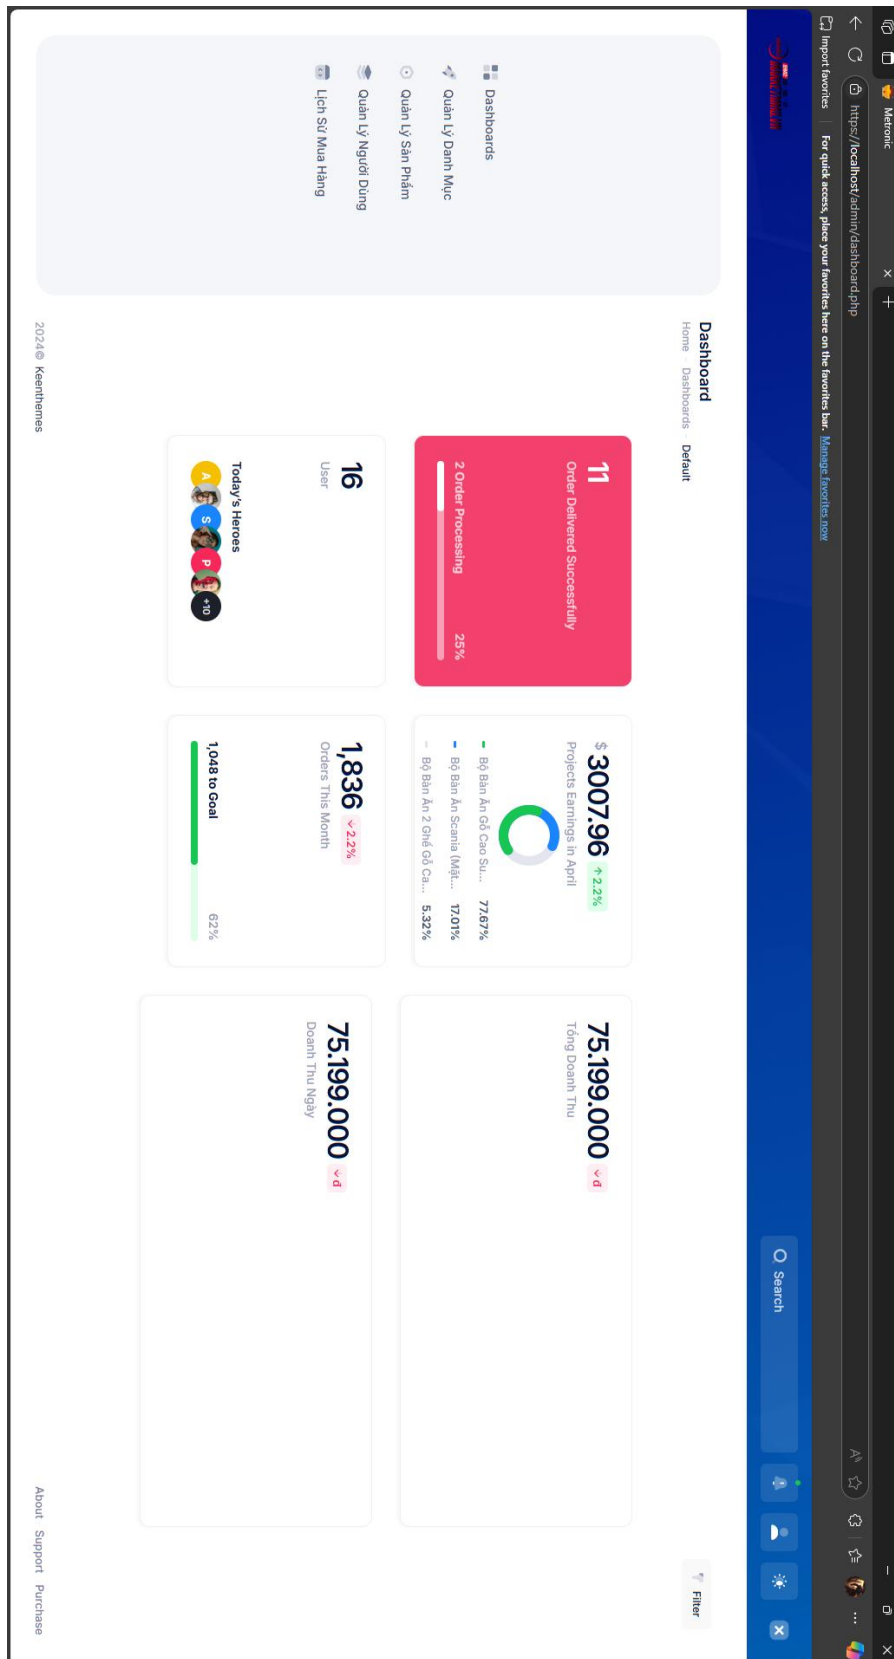 Metronic
https://localhost/admin/dashboard.php
Import favorites
For quick access, place your favorites here on the favorites bar. Manage favorites now
Search
Dashboards
Quản Lý Danh Mục
Quản Lý Sản Phẩm
Quản Lý Người Dùng
Lịch Sử Mua Hàng
Dashboard
Home - Dashboards - Default
Filter
11
Order Delivered Successfully
2 Order Processing 25%
$ 3007.96 2.2%
Projects Earnings in April
Bộ Bàn Ăn Gỗ Cao Su... 77.67%
Bộ Bàn Ăn Scania (Mặt... 17.01%
Bộ Bàn Ăn 2 Ghế Gỗ Ca... 5.32%
75.199.000 đ
Tổng Doanh Thu
16
User
Today's Heroes
A S P +10
1,836 2.2%
Orders This Month
1,048 to Goal 62%
75.199.000 đ
Doanh Thu Ngày
2024© Keenthemes
About Support Purchase